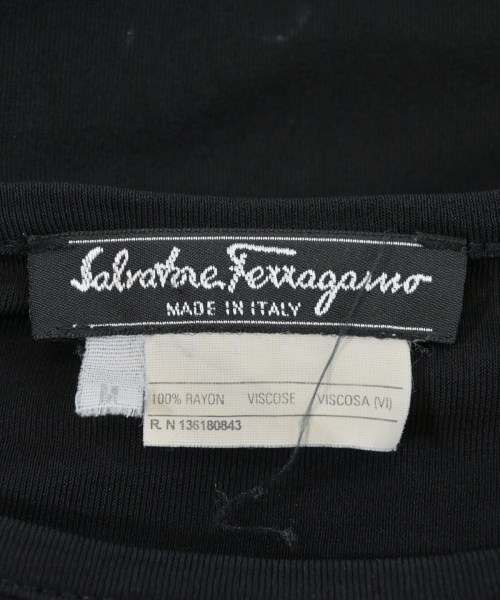 Salvatore Ferragamo
MADE IN ITALY
M
100% RAYON VISCOSE VISCOSA (VI)
R. N 136180843